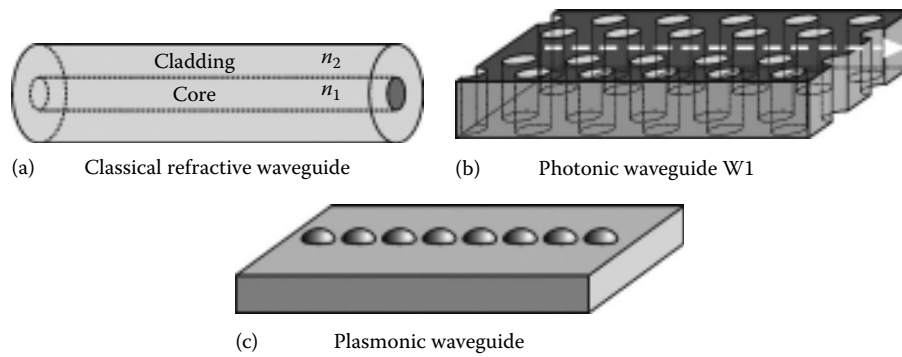 Cladding n₂
Core n₁
(a) Classical refractive waveguide
(b) Photonic waveguide W1
(c) Plasmonic waveguide